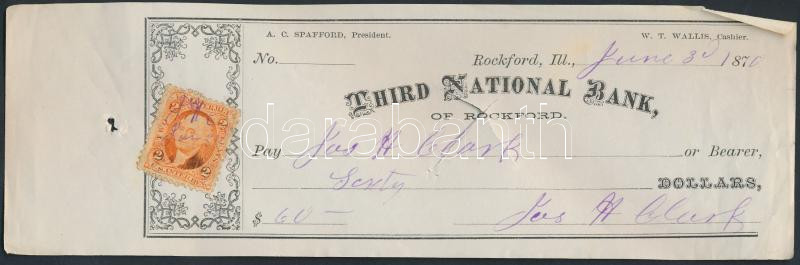 A. C. SPAFFORD, President. W. T. WALLIS, Cashier.
No. Rockford, Ill., June 3d 1870
THIRD NATIONAL BANK,
OF ROCKFORD.
Pay Jos H Clark or Bearer,
Sixty DOLLARS,
$ 60— Jos H Clark
darabanth